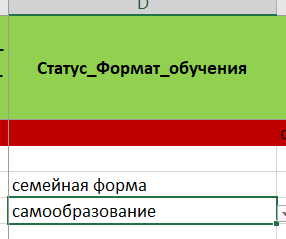 D
Статус_Формат_обучения
семейная форма
самообразование